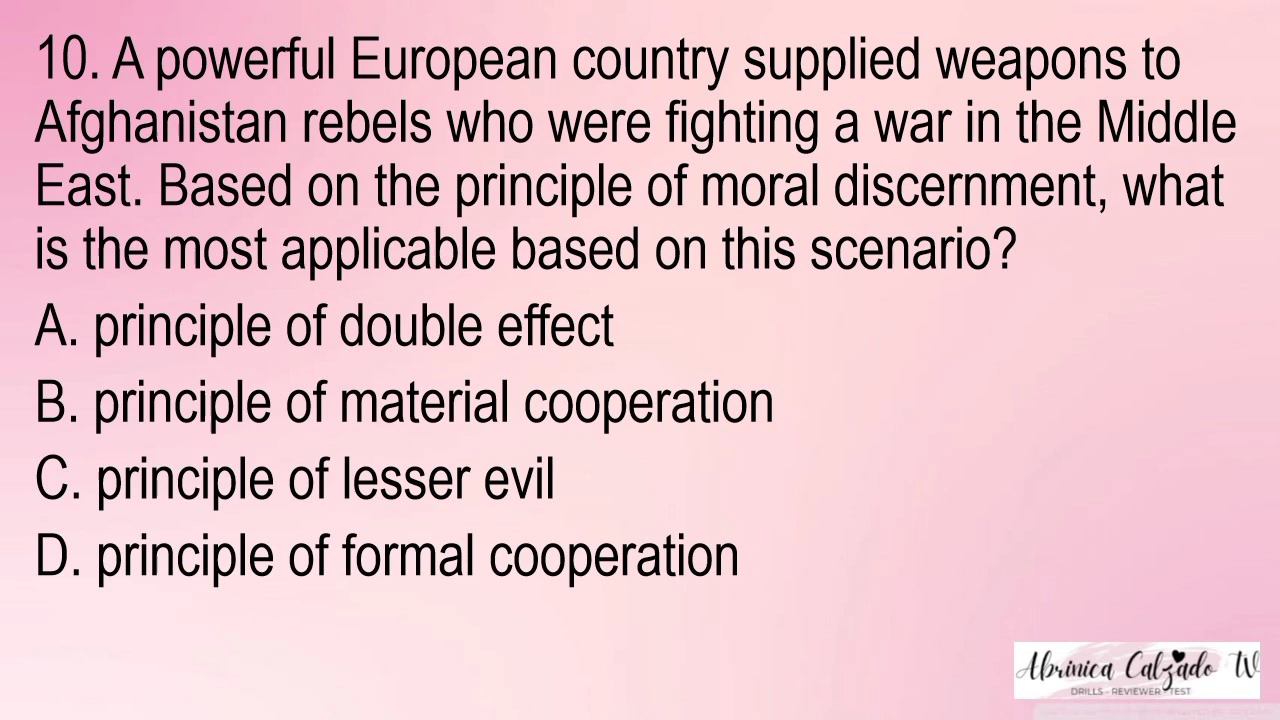 10. A powerful European country supplied weapons to
Afghanistan rebels who were fighting a war in the Middle
East. Based on the principle of moral discernment, what
is the most applicable based on this scenario?
A. principle of double effect
B. principle of material cooperation
C. principle of lesser evil
D. principle of formal cooperation
Abrinica Calzado TV
DRILLS - REVIEWER - TEST